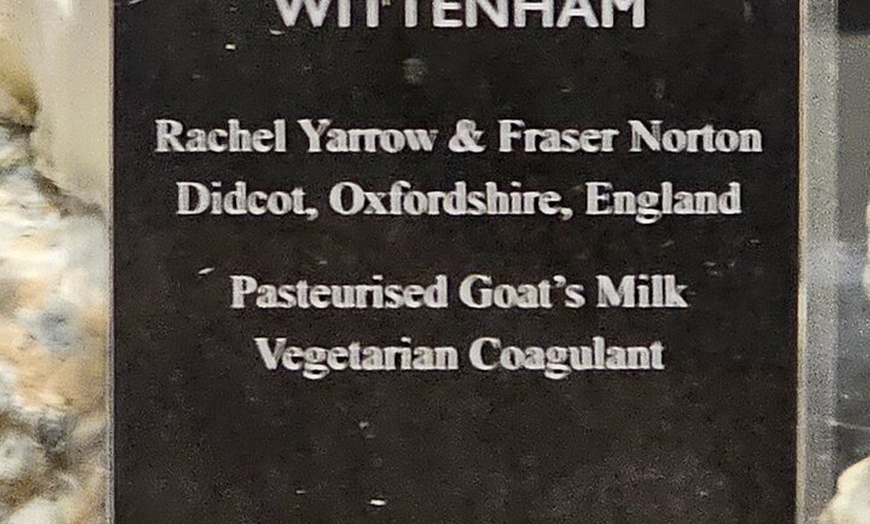 WITTENHAM
Rachel Yarrow & Fraser Norton
Didcot, Oxfordshire, England
Pasteurised Goat's Milk
Vegetarian Coagulant